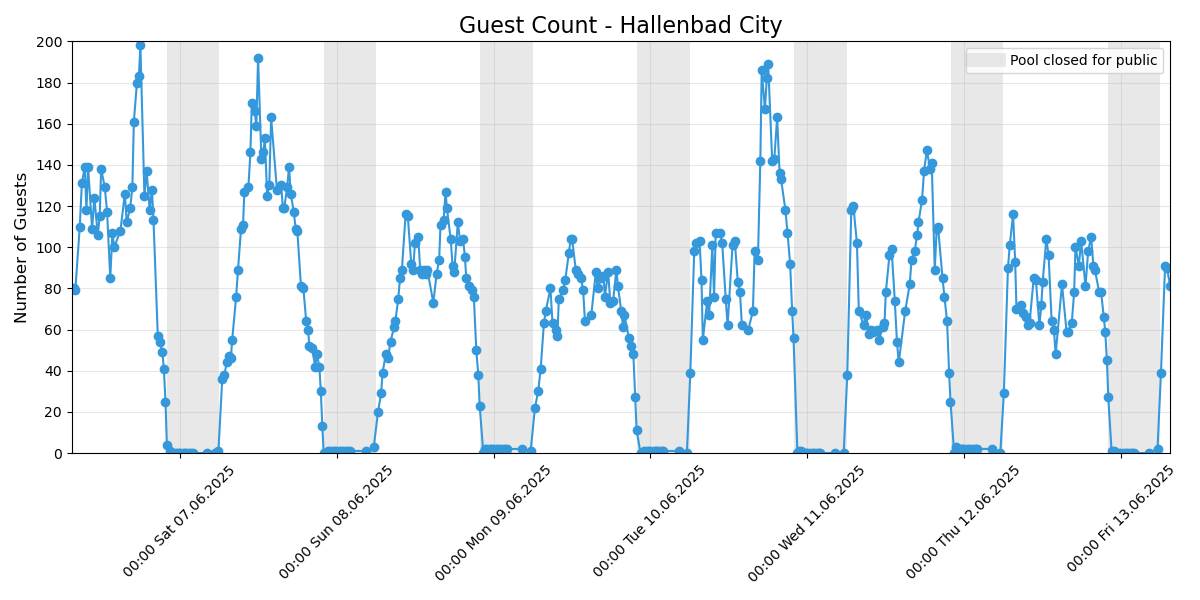 Guest Count - Hallenbad City
Number of Guests
200
180
160
140
120
100
80
60
40
20
0
Pool closed for public
00:00 Sat 07.06.2025
00:00 Sun 08.06.2025
00:00 Mon 09.06.2025
00:00 Tue 10.06.2025
00:00 Wed 11.06.2025
00:00 Thu 12.06.2025
00:00 Fri 13.06.2025